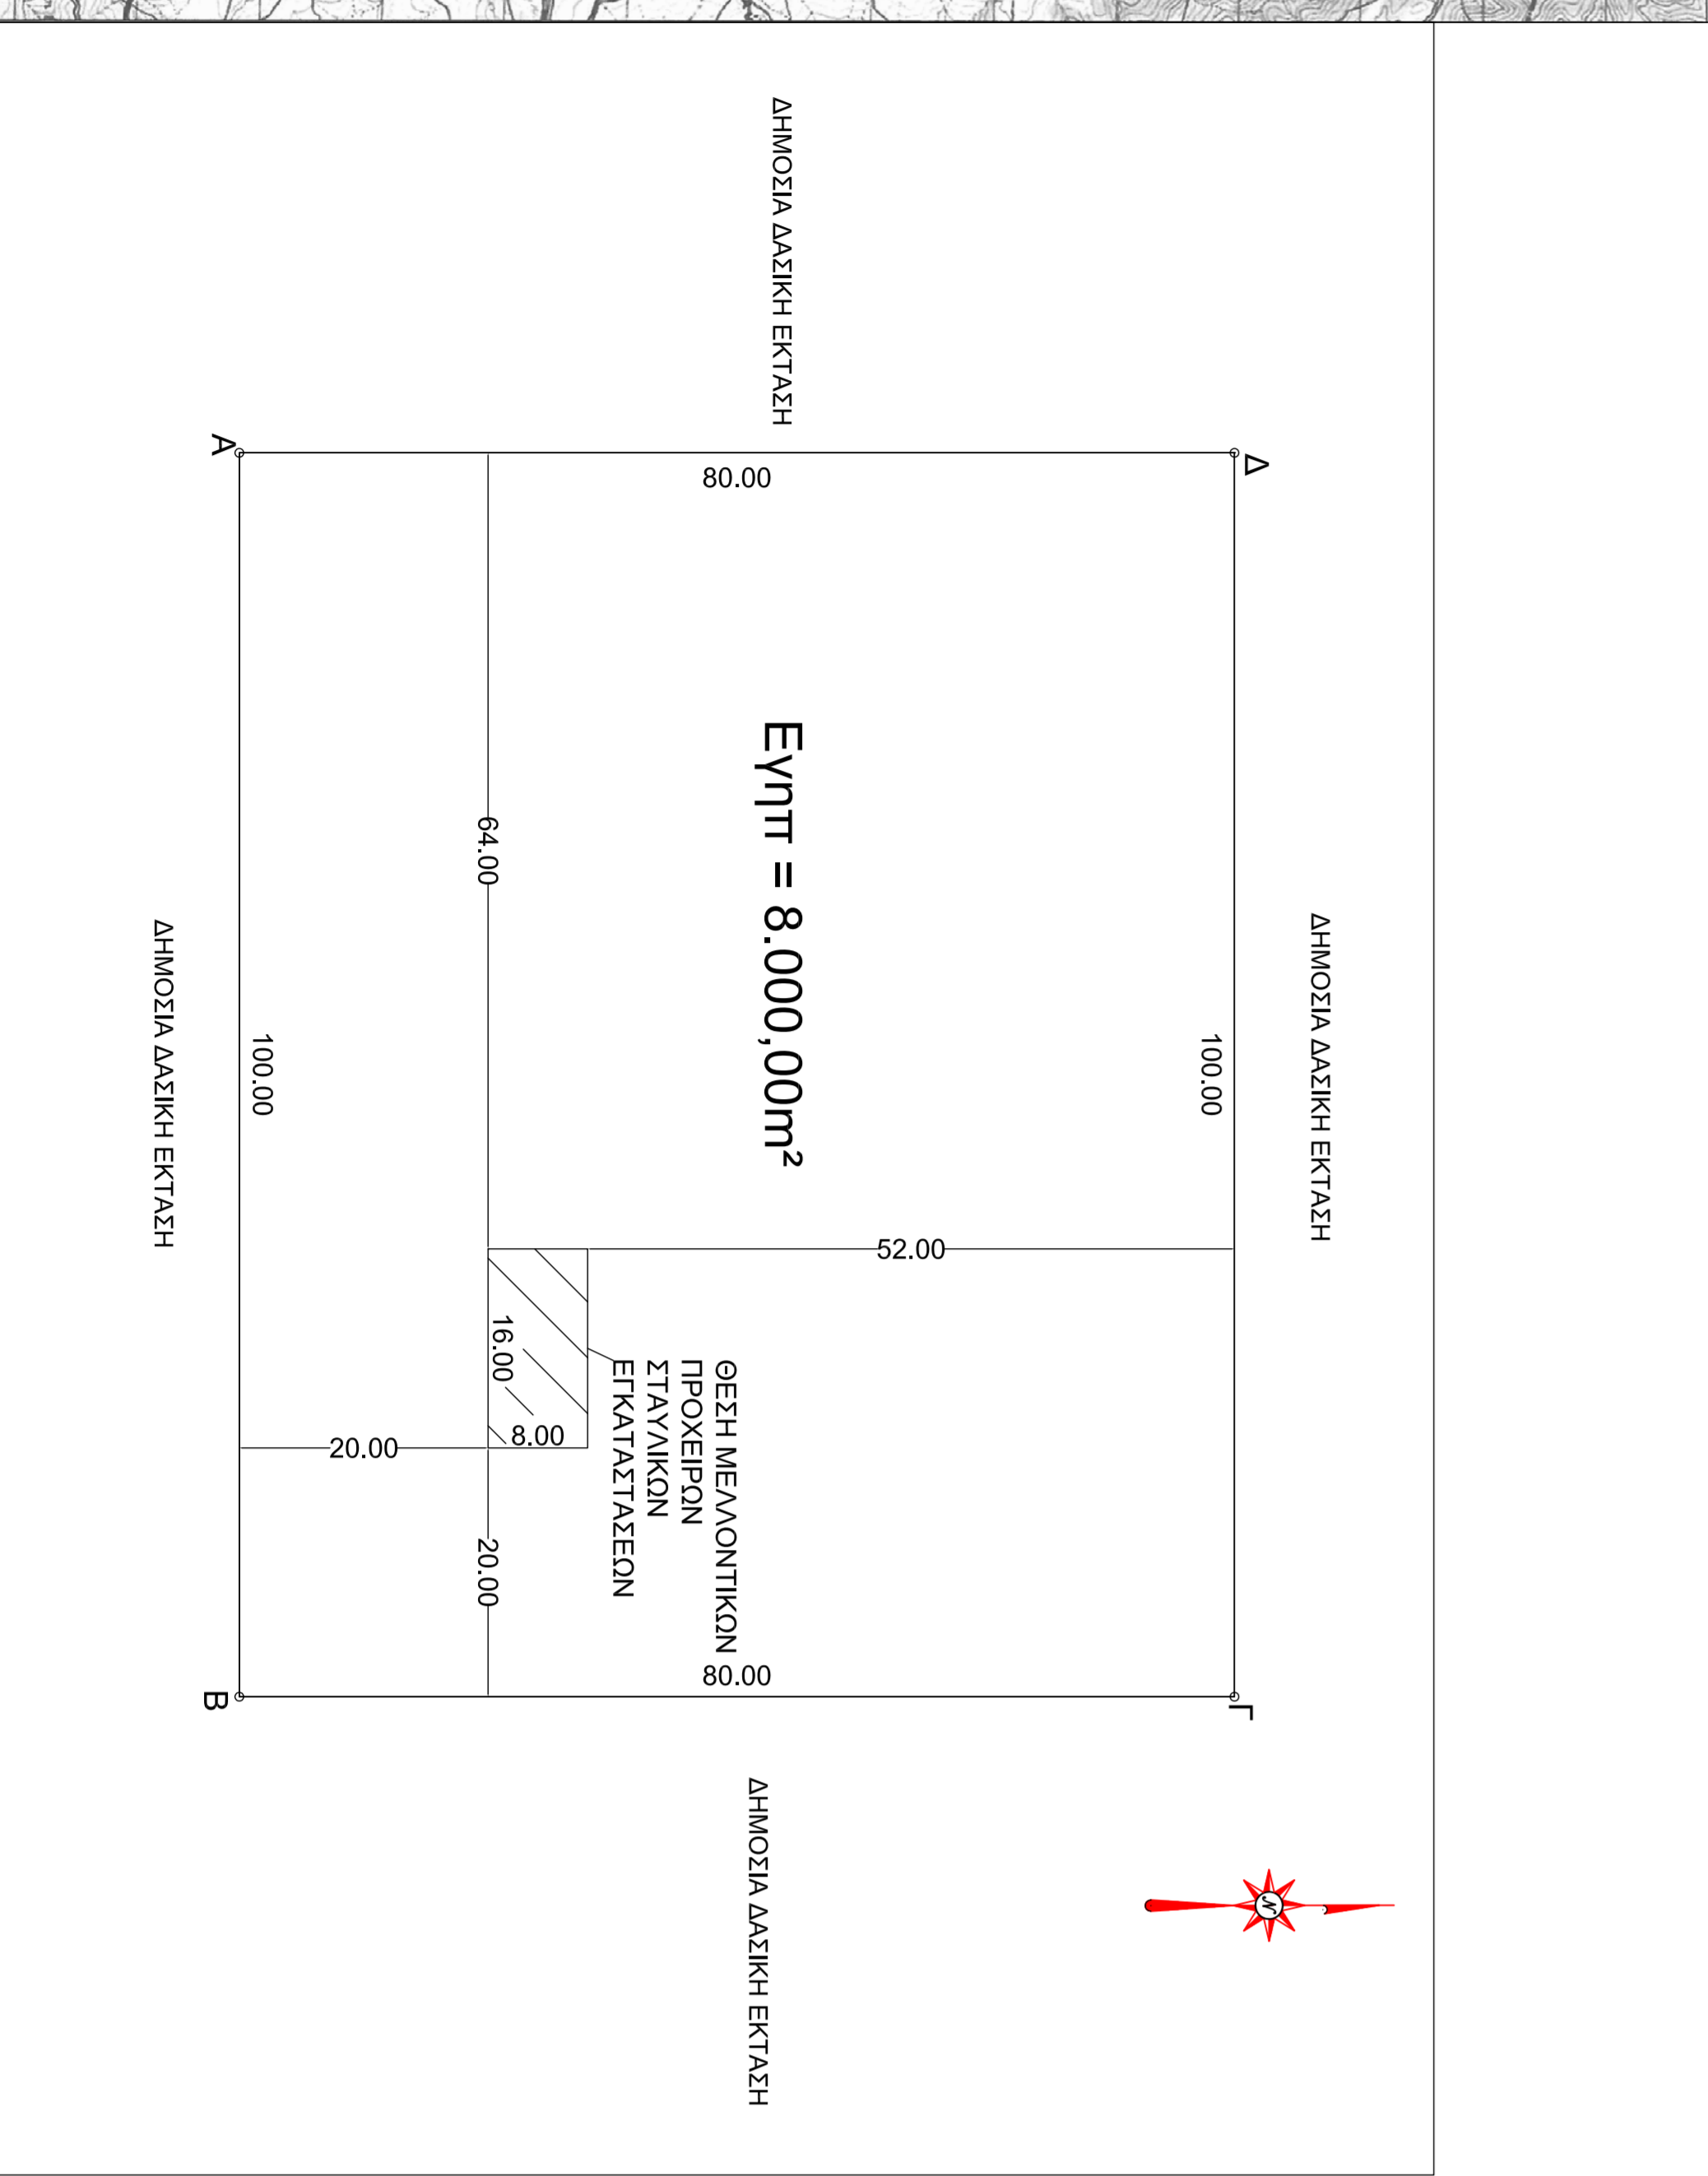 ΔΗΜΟΣΙΑ ΔΑΣΙΚΗ ΕΚΤΑΣΗ
ΔΗΜΟΣΙΑ ΔΑΣΙΚΗ ΕΚΤΑΣΗ
Δ
100.00
Γ
80.00
Εγηπ = 8.000,00m²
52.00
ΘΕΣΗ ΜΕΛΛΟΝΤΙΚΩΝ
ΠΡΟΧΕΙΡΩΝ
ΣΤΑΥΛΙΚΩΝ
ΕΓΚΑΤΑΣΤΑΣΕΩΝ
80.00
ΔΗΜΟΣΙΑ ΔΑΣΙΚΗ ΕΚΤΑΣΗ
64.00
16.00
8.00
20.00
20.00
100.00
Α
Β
ΔΗΜΟΣΙΑ ΔΑΣΙΚΗ ΕΚΤΑΣΗ
N